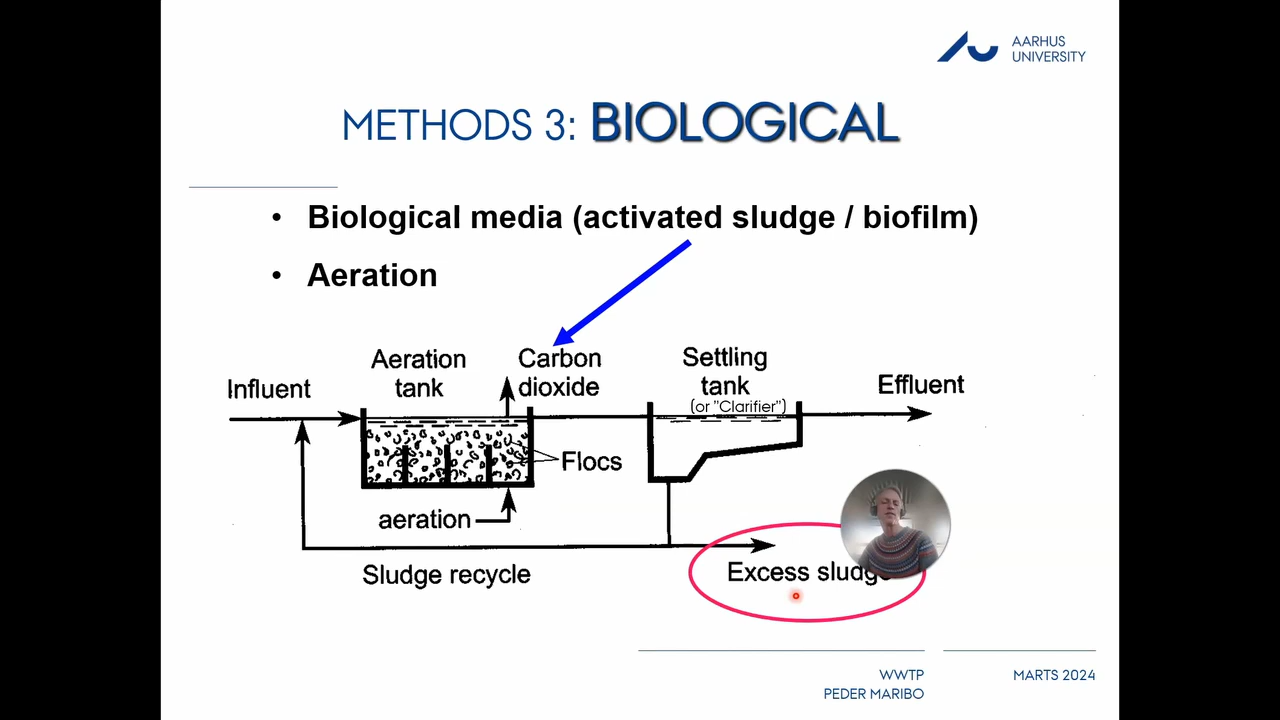 AARHUS
UNIVERSITY
METHODS 3: BIOLOGICAL
• Biological media (activated sludge / biofilm)
• Aeration
Influent
Aeration
tank
Carbon
dioxide
Settling
tank
(or "Clarifier")
Effluent
Flocs
aeration
Sludge recycle
Excess sludge
WWTP
PEDER MARIBO
MARTS 2024